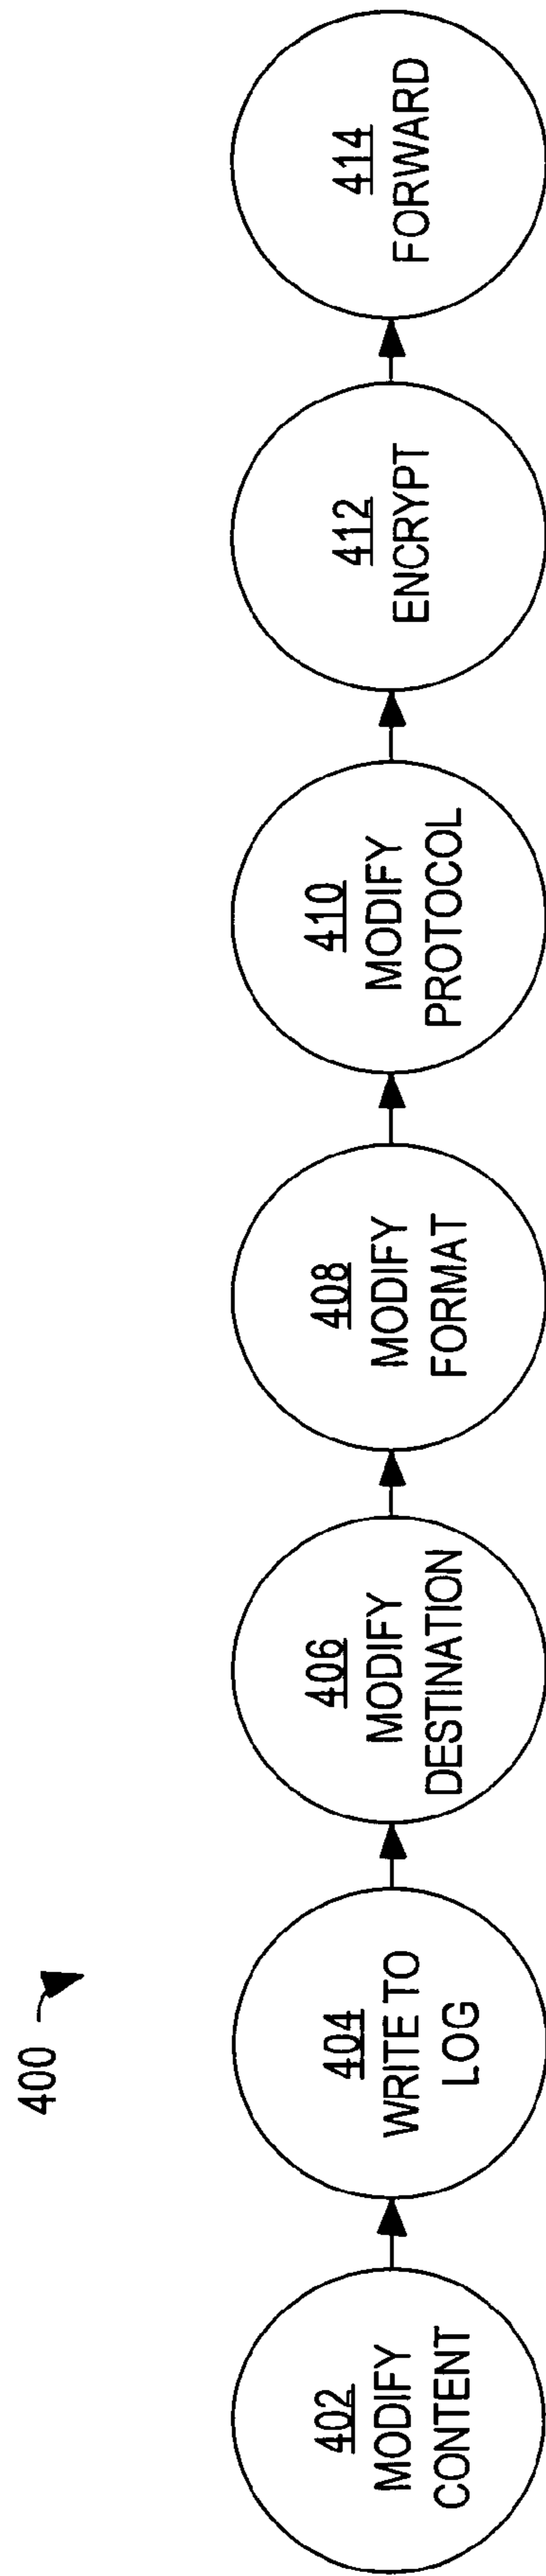 400
402
MODIFY
CONTENT
404
WRITE TO
LOG
406
MODIFY
DESTINATION
408
MODIFY
FORMAT
410
MODIFY
PROTOCOL
412
ENCRYPT
414
FORWARD